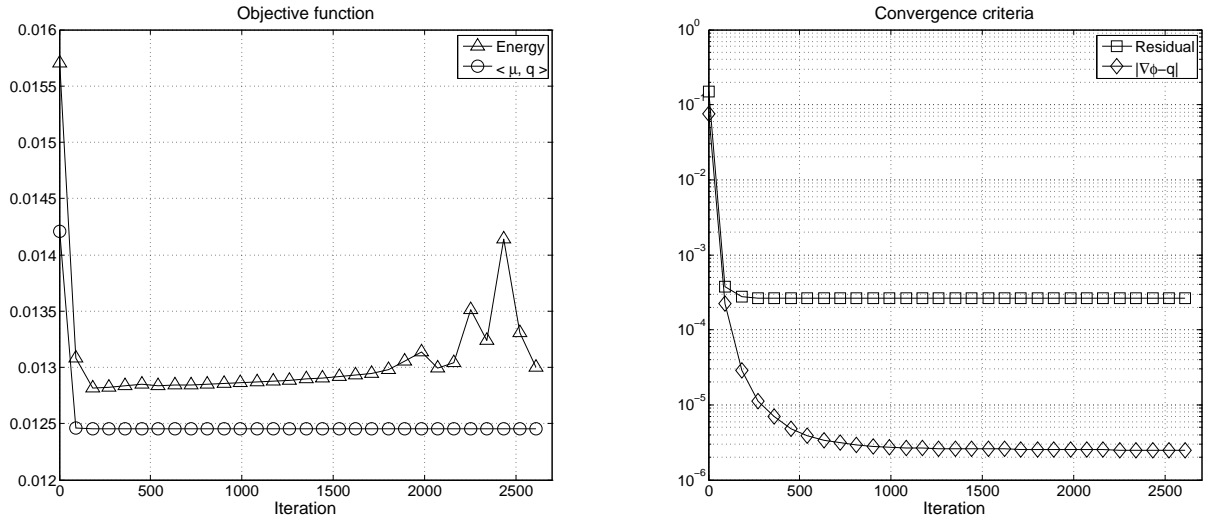 Objective function
0.016
0.0155
0.015
0.0145
0.014
0.0135
0.013
0.0125
0.012
0 500 1000 1500 2000 2500
Iteration
Energy
< μ, q >
Convergence criteria
10^0
10^−1
10^−2
10^−3
10^−4
10^−5
10^−6
0 500 1000 1500 2000 2500
Iteration
Residual
|∇ϕ−q|